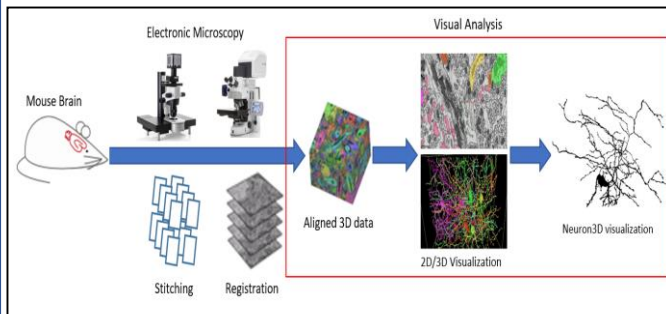 Visual Analysis
Electronic Microscopy
Mouse Brain
Aligned 3D data
2D/3D Visualization
Neuron3D visualization
Stitching
Registration